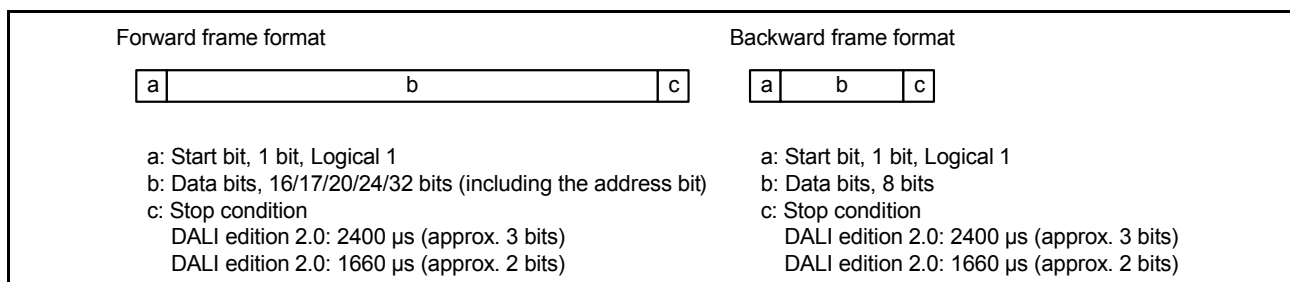 Forward frame format
a b c
a: Start bit, 1 bit, Logical 1
b: Data bits, 16/17/20/24/32 bits (including the address bit)
c: Stop condition
DALI edition 2.0: 2400 µs (approx. 3 bits)
DALI edition 2.0: 1660 µs (approx. 2 bits)
Backward frame format
a b c
a: Start bit, 1 bit, Logical 1
b: Data bits, 8 bits
c: Stop condition
DALI edition 2.0: 2400 µs (approx. 3 bits)
DALI edition 2.0: 1660 µs (approx. 2 bits)